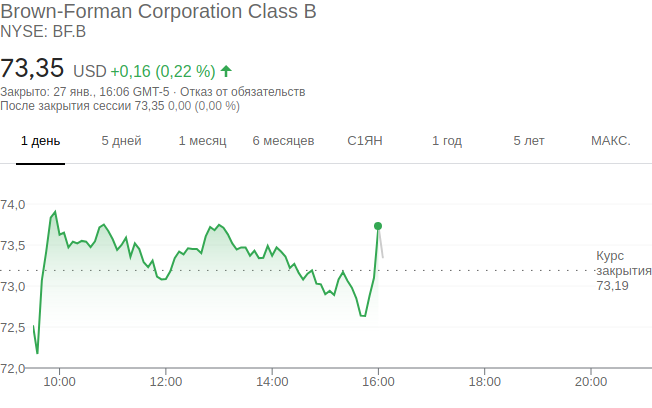 Brown-Forman Corporation Class B
NYSE: BF.B
73,35 USD +0,16 (0,22 %)
Закрыто: 27 янв., 16:06 GMT-5 · Отказ от обязательств
После закрытия сессии 73,35 0,00 (0,00 %)
1 день 5 дней 1 месяц 6 месяцев С1ЯН 1 год 5 лет МАКС.
74,0
73,5
Курс
закрытия
73,19
73,0
72,5
72,0
10:00 12:00 14:00 16:00 18:00 20:00